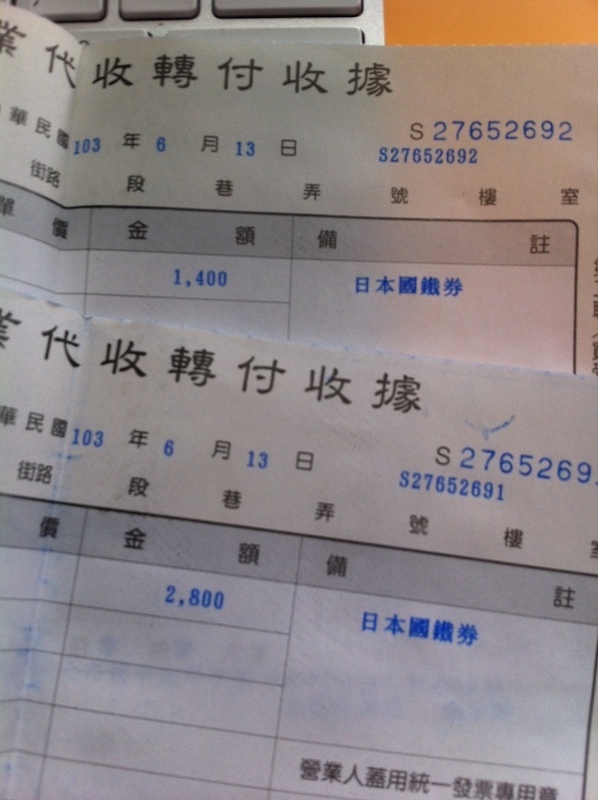 業代收轉付收據
華民國 103 年 6 月 13 日
S 27652692
S27652692
街路 段 巷 弄 號 樓 室
單價 金額 備註
1,400 日本國鐵券
業代收轉付收據
華民國 103 年 6 月 13 日
S 2765269
S27652691
街路 段 巷 弄 號 樓 室
價 金額 備註
2,800 日本國鐵券
營業人蓋用統一發票專用章